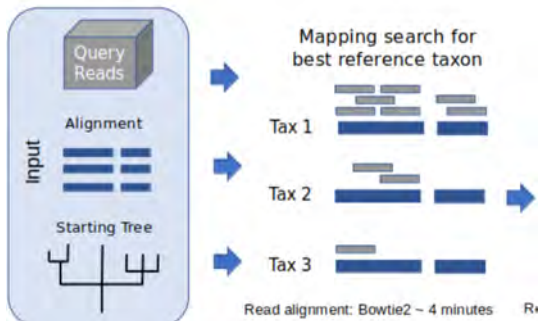 Query
Reads
Alignment
Input
Starting Tree
Mapping search for
best reference taxon
Tax 1
Tax 2
Tax 3
Read alignment: Bowtie2 ~ 4 minutes